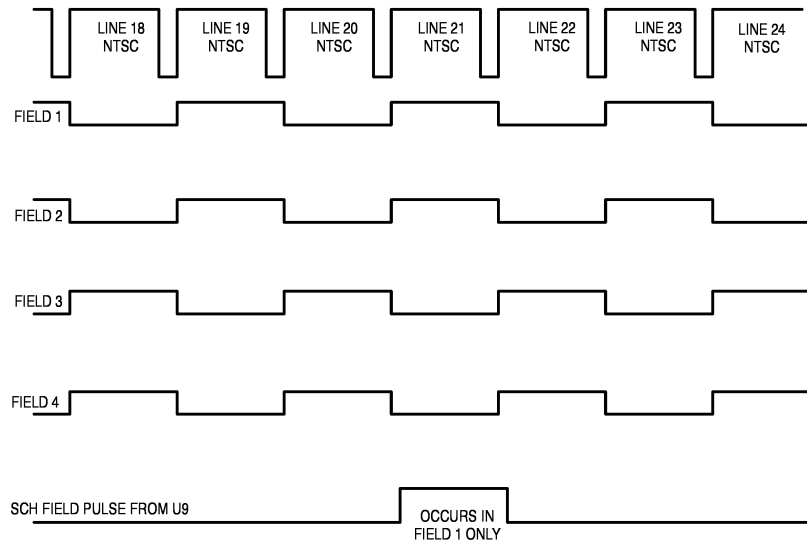 LINE 18
NTSC
LINE 19
NTSC
LINE 20
NTSC
LINE 21
NTSC
LINE 22
NTSC
LINE 23
NTSC
LINE 24
NTSC
FIELD 1
FIELD 2
FIELD 3
FIELD 4
SCH FIELD PULSE FROM U9
OCCURS IN
FIELD 1 ONLY